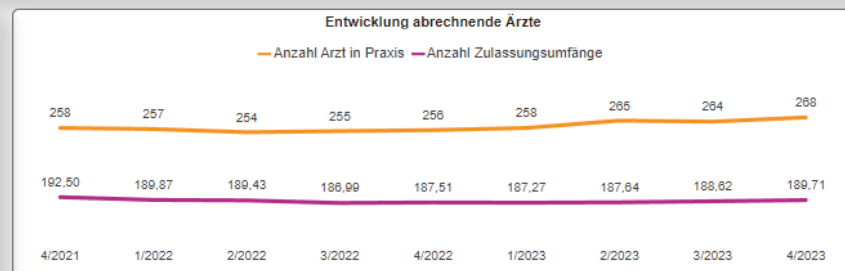 Entwicklung abrechnende Ärzte
Anzahl Arzt in Praxis Anzahl Zulassungsumfänge
258 257 254 255 256 258 265 264 268
192,50 189,87 189,43 186,99 187,51 187,27 187,64 188,62 189,71
4/2021 1/2022 2/2022 3/2022 4/2022 1/2023 2/2023 3/2023 4/2023